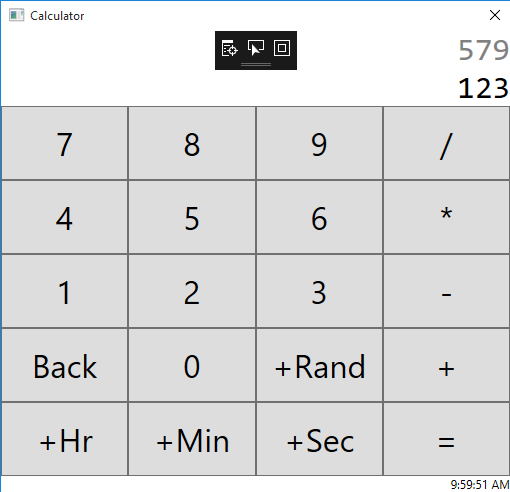 Calculator
579
123
7 8 9 /
4 5 6 *
1 2 3 -
Back 0 +Rand +
+Hr +Min +Sec =
9:59:51 AM